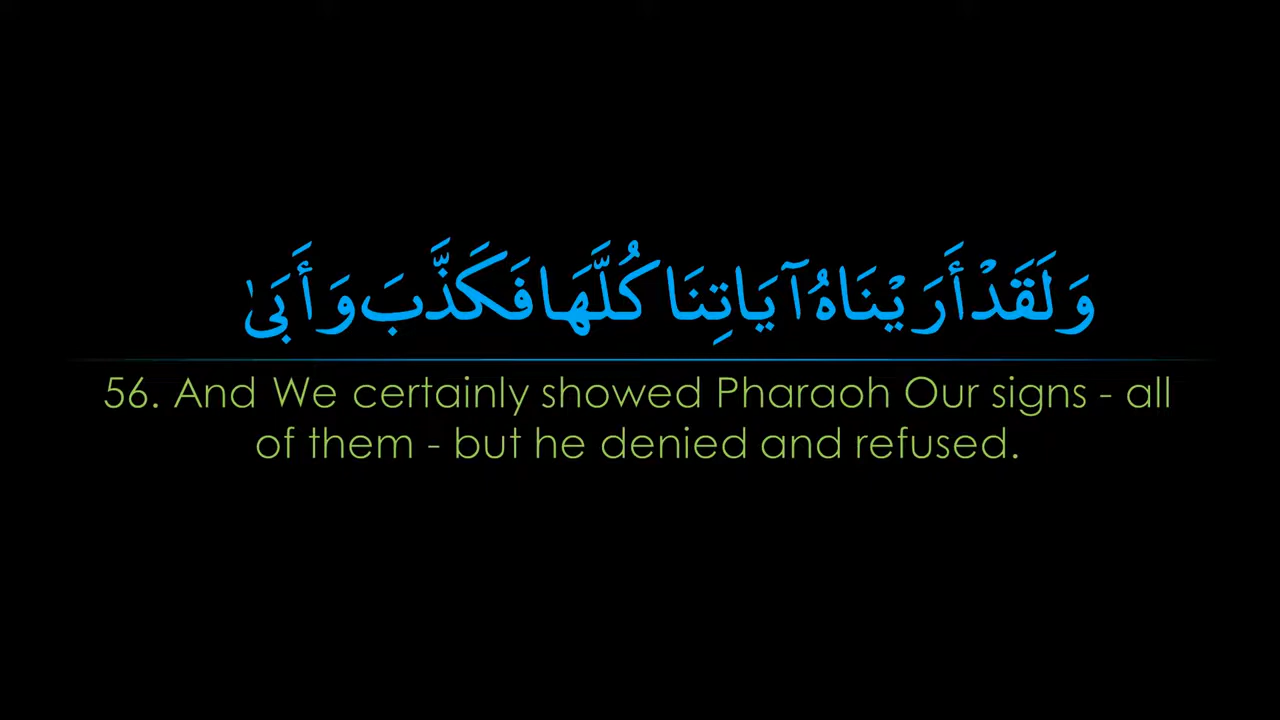 وَلَقَدْ أَرَيْنَاهُ آيَاتِنَا كُلَّهَا فَكَذَّبَ وَأَبَىٰ
56. And We certainly showed Pharaoh Our signs - all
of them - but he denied and refused.